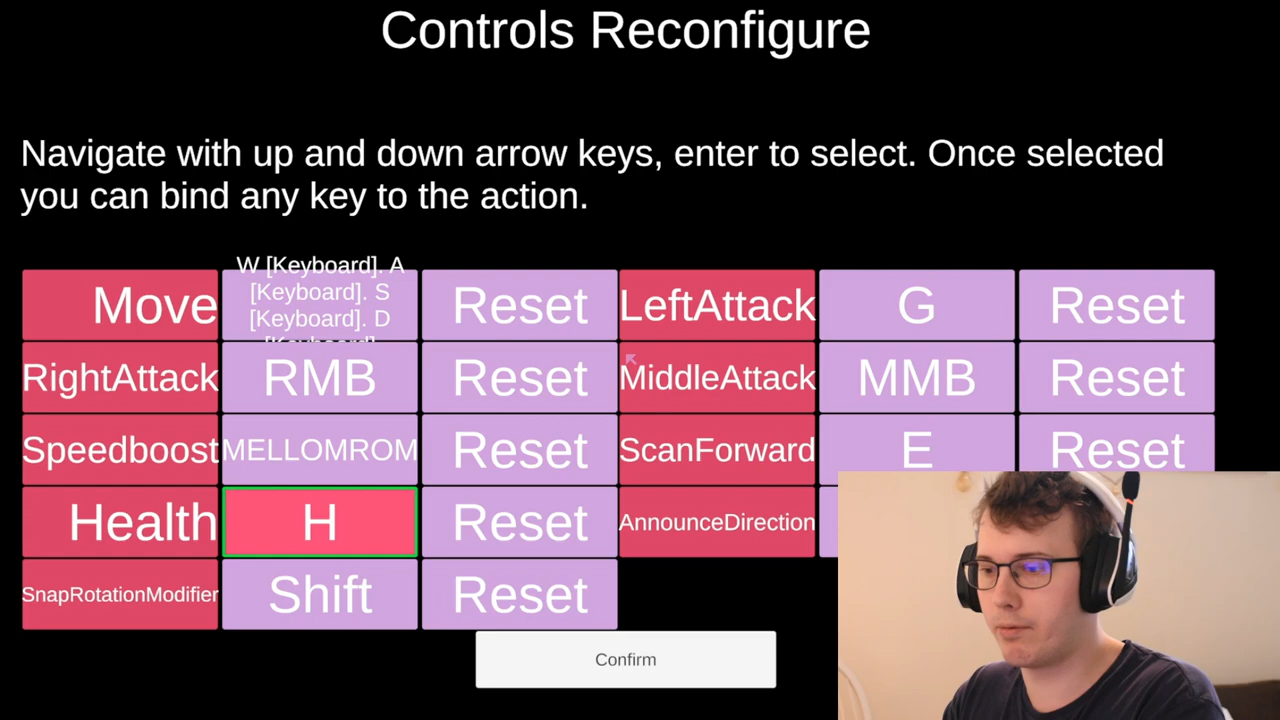 Controls Reconfigure
Navigate with up and down arrow keys, enter to select. Once selected
you can bind any key to the action.
Move
W [Keyboard]. A
[Keyboard]. S
[Keyboard]. D
Reset
LeftAttack
G
Reset
RightAttack
RMB
Reset
MiddleAttack
MMB
Reset
Speedboost
MELLOMROM
Reset
ScanForward
E
Reset
Health
H
Reset
AnnounceDirection
SnapRotationModifier
Shift
Reset
Confirm